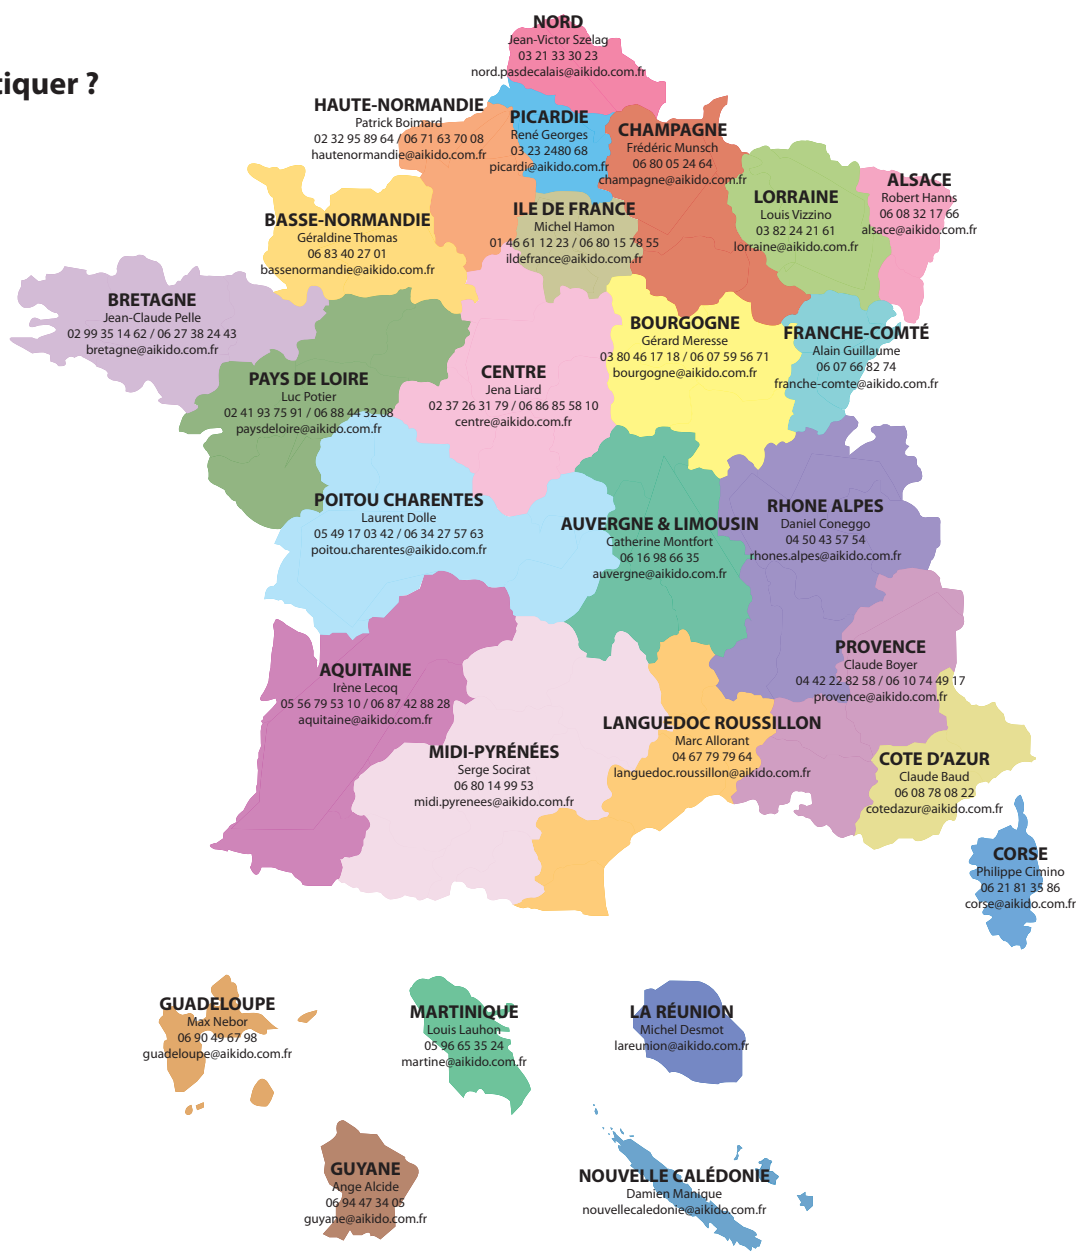 tiquer ?
NORD
Jean-Victor Szelag
03 21 33 30 23
nord.pasdecalais@aikido.com.fr
HAUTE-NORMANDIE
Patrick Boimard
02 32 95 89 64 / 06 71 63 70 08
hautenormandie@aikido.com.fr
PICARDIE
René Georges
03 23 2480 68
picardi@aikido.com.fr
CHAMPAGNE
Frédéric Munsch
06 80 05 24 64
champagne@aikido.com.fr
LORRAINE
Louis Vizzino
03 82 24 21 61
lorraine@aikido.com.fr
ALSACE
Robert Hanns
06 08 32 17 66
alsace@aikido.com.fr
BASSE-NORMANDIE
Géraldine Thomas
06 83 40 27 01
bassenormandie@aikido.com.fr
ILE DE FRANCE
Michel Hamon
01 46 61 12 23 / 06 80 15 78 55
ildefrance@aikido.com.fr
BRETAGNE
Jean-Claude Pelle
02 99 35 14 62 / 06 27 38 24 43
bretagne@aikido.com.fr
PAYS DE LOIRE
Luc Potier
02 41 93 75 91 / 06 88 44 32 08
paysdeloire@aikido.com.fr
CENTRE
Jena Liard
02 37 26 31 79 / 06 86 85 58 10
centre@aikido.com.fr
BOURGOGNE
Gérard Meresse
03 80 46 17 18 / 06 07 59 56 71
bourgogne@aikido.com.fr
FRANCHE-COMTÉ
Alain Guillaume
06 07 66 82 74
franche-comte@aikido.com.fr
POITOU CHARENTES
Laurent Dolle
05 49 17 03 42 / 06 34 27 57 63
poitou.charentes@aikido.com.fr
AUVERGNE & LIMOUSIN
Catherine Montfort
06 16 98 66 35
auvergne@aikido.com.fr
RHONE ALPES
Daniel Coneggo
04 50 43 57 54
rhones.alpes@aikido.com.fr
AQUITAINE
Irène Lecoq
05 56 79 53 10 / 06 87 42 88 28
aquitaine@aikido.com.fr
PROVENCE
Claude Boyer
04 42 22 82 58 / 06 10 74 49 17
provence@aikido.com.fr
MIDI-PYRÉNÉES
Serge Socirat
06 80 14 99 53
midi.pyrenees@aikido.com.fr
LANGUEDOC ROUSSILLON
Marc Allorant
04 67 79 79 64
languedoc.roussillon@aikido.com.fr
COTE D'AZUR
Claude Baud
06 08 78 08 22
cotedazur@aikido.com.fr
CORSE
Philippe Cimino
06 21 81 35 86
corse@aikido.com.fr
GUADELOUPE
Max Nebor
06 90 49 67 98
guadeloupe@aikido.com.fr
MARTINIQUE
Louis Lauhon
05 96 65 35 24
martine@aikido.com.fr
LA RÉUNION
Michel Desmot
lareunion@aikido.com.fr
GUYANE
Ange Alcide
06 94 47 34 05
guyane@aikido.com.fr
NOUVELLE CALÉDONIE
Damien Manique
nouvellecaledonie@aikido.com.fr